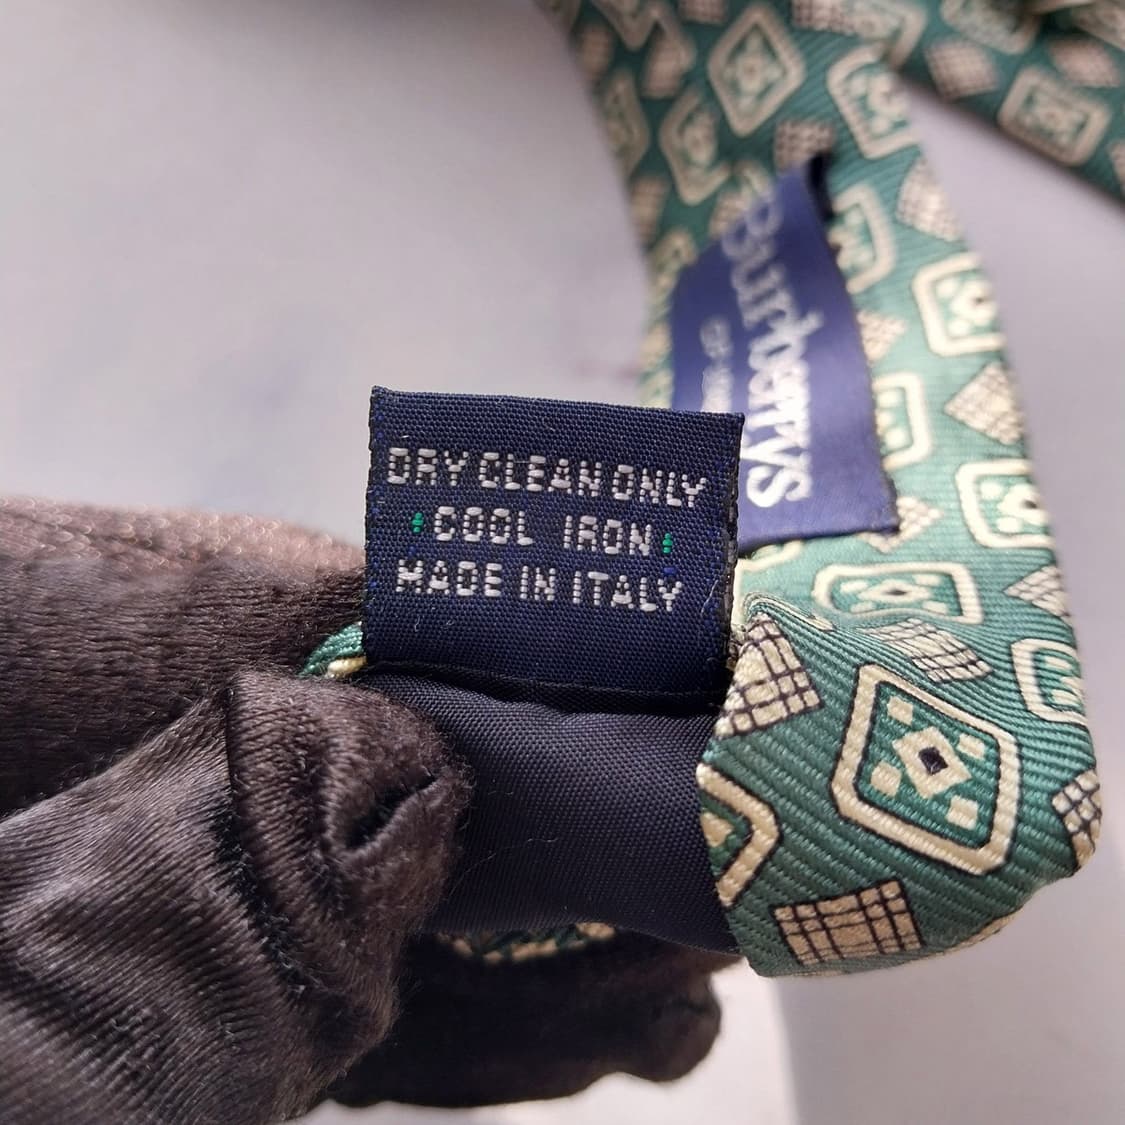 DRY CLEAN ONLY
COOL IRON
MADE IN ITALY
Burberrys